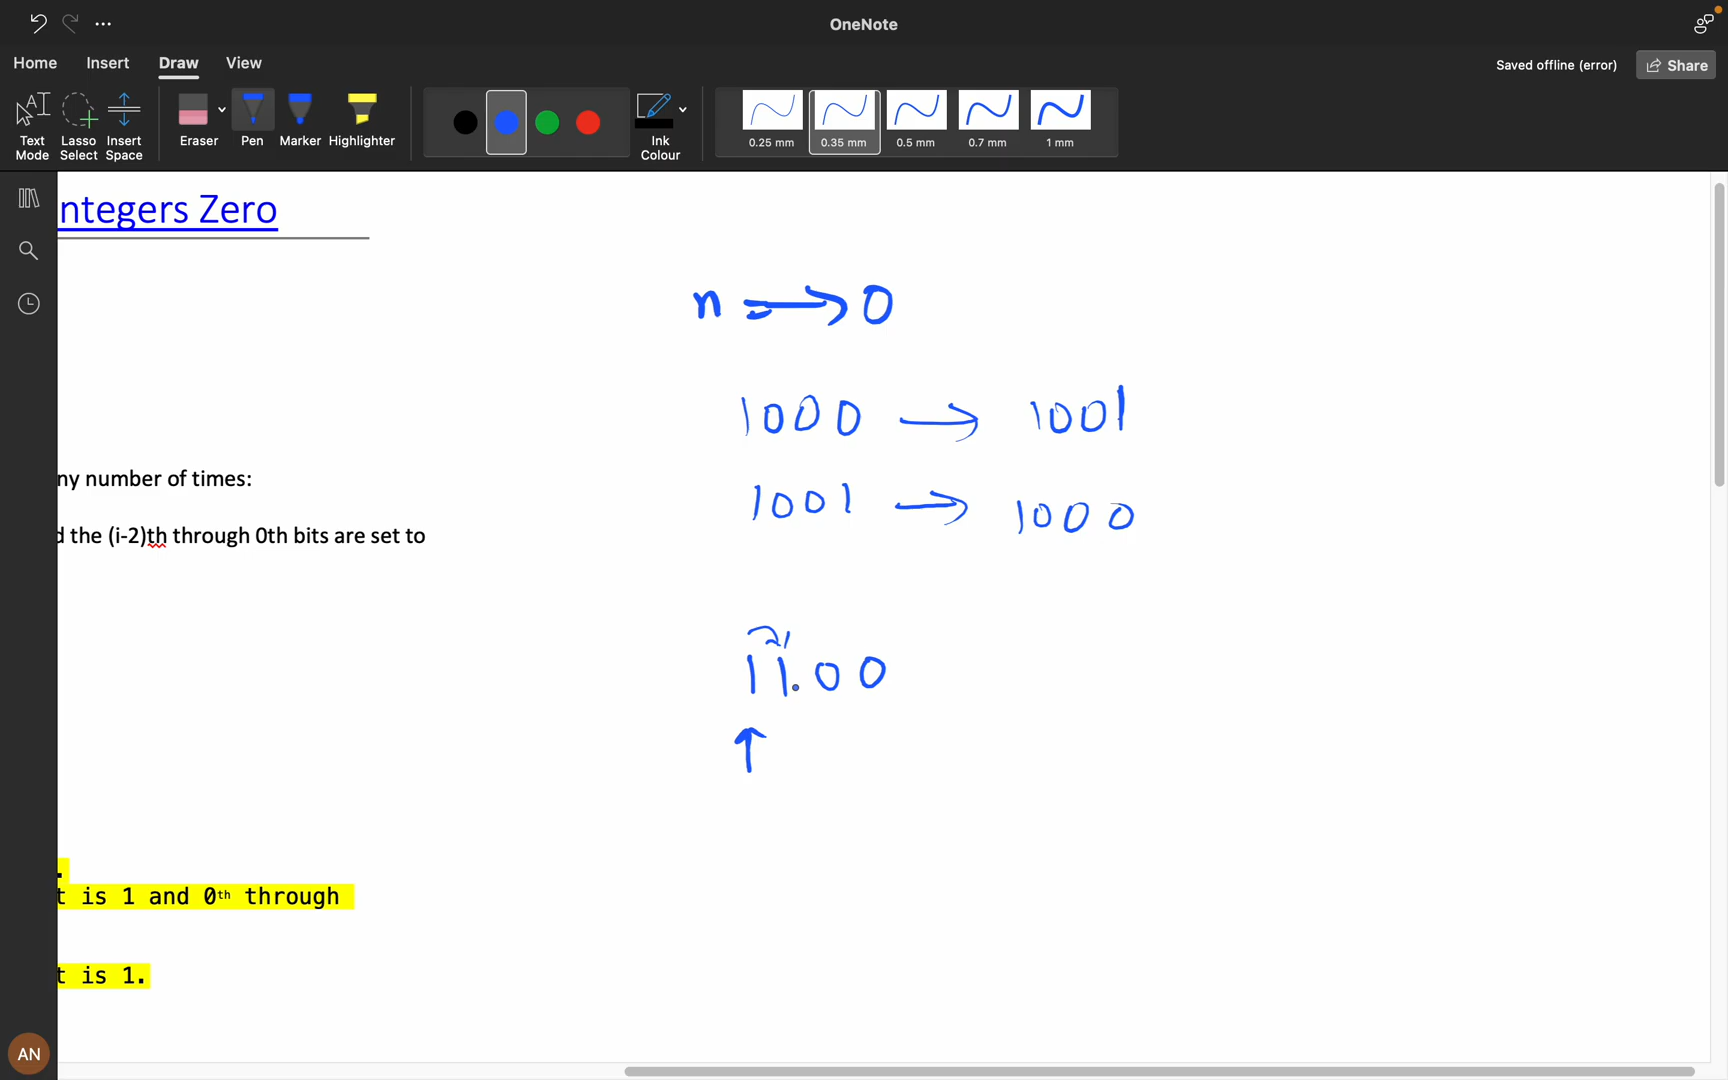 OneNote
Home Insert Draw View
Saved offline (error) Share
Text Mode Lasso Select Insert Space Eraser Pen Marker Highlighter Ink Colour 0.25 mm 0.35 mm 0.5 mm 0.7 mm 1 mm
ntegers Zero
n = → 0
1000 → 1001
ny number of times:
1001 → 1000
d the (i-2)th through 0th bits are set to
1100
.
t is 1 and 0th through
t is 1.
AN